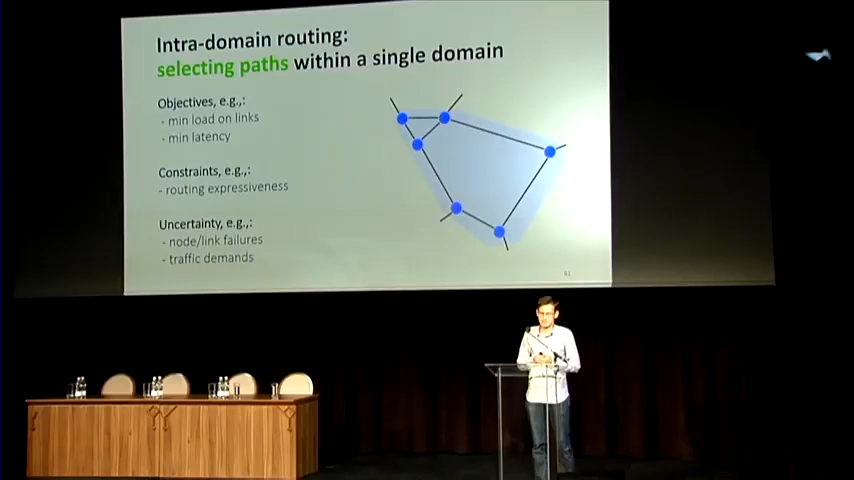 Intra-domain routing:
selecting paths within a single domain
Objectives, e.g.,:
- min load on links
- min latency
Constraints, e.g.,:
- routing expressiveness
Uncertainty, e.g.,:
- node/link failures
- traffic demands